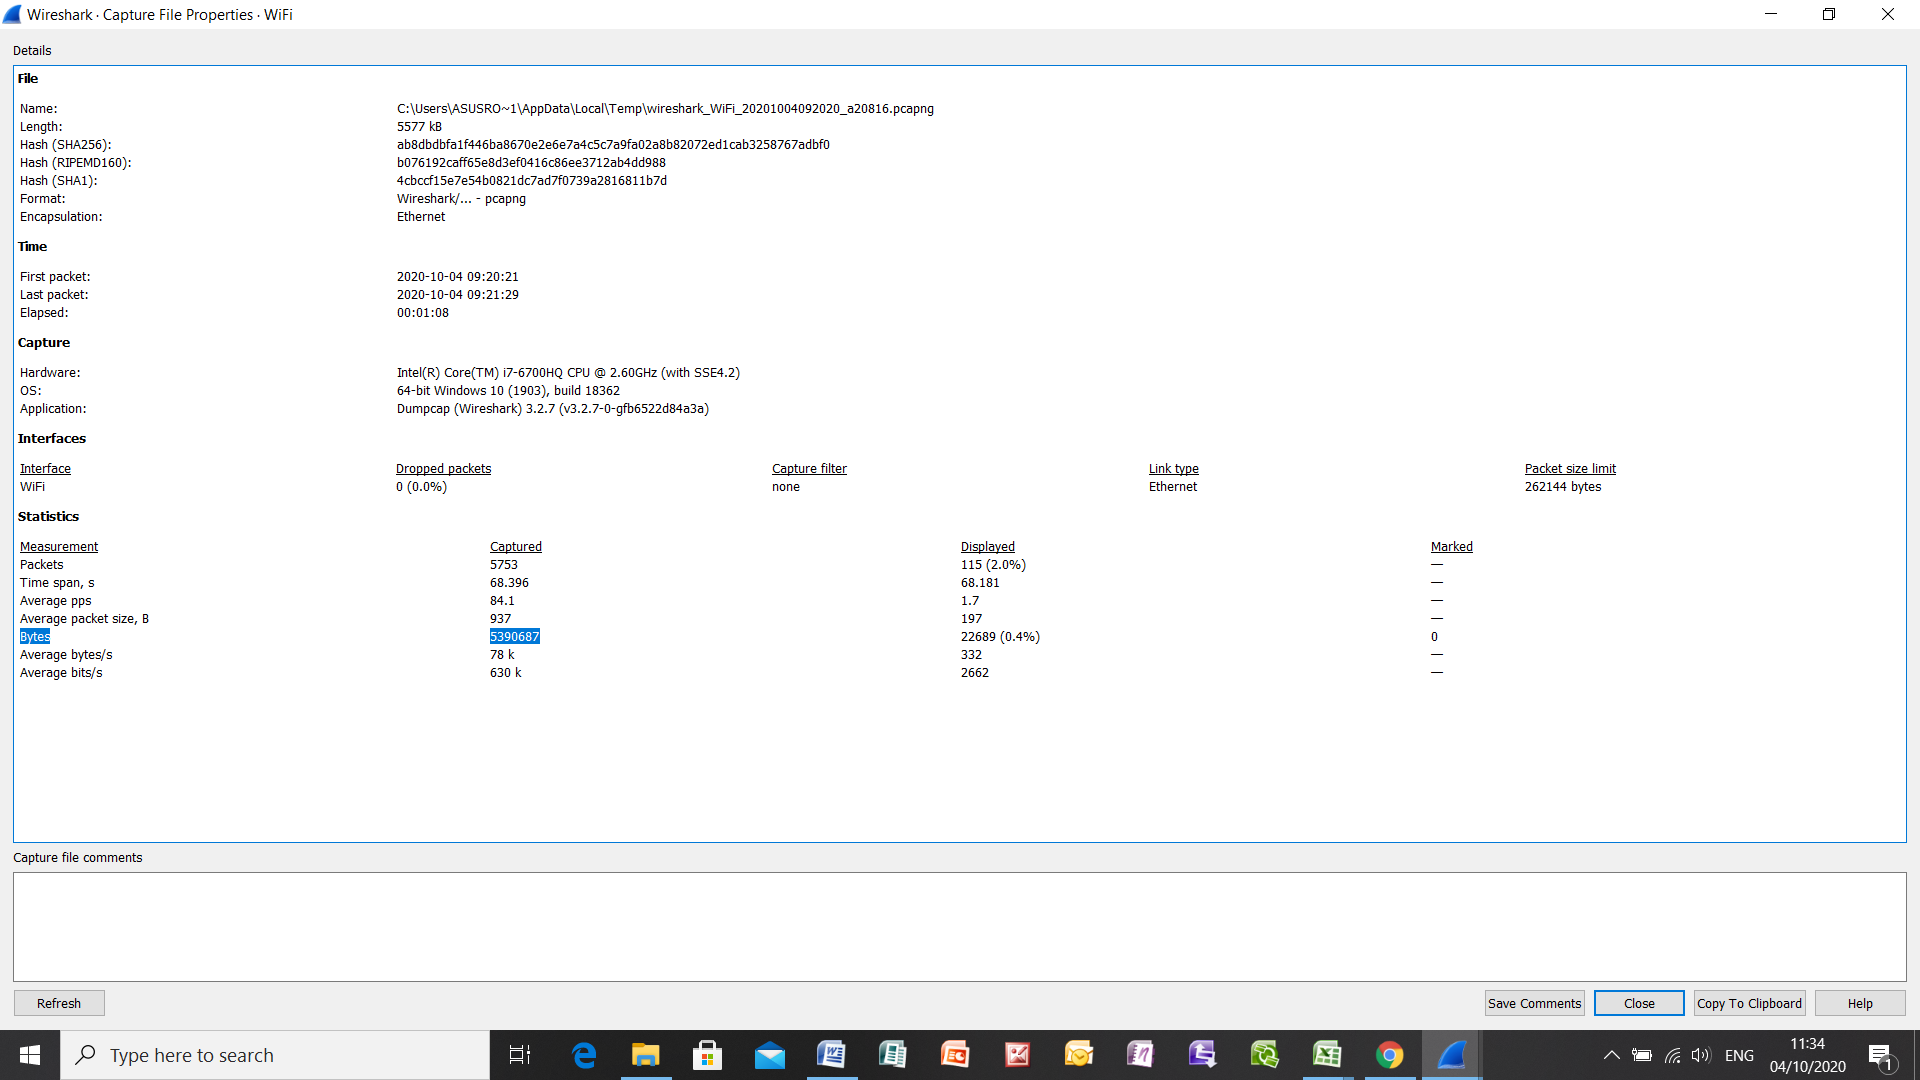 Wireshark · Capture File Properties · WiFi
Details
File
Name: C:\Users\ASUSRO~1\AppData\Local\Temp\wireshark_WiFi_20201004092020_a20816.pcapng
Length: 5577 kB
Hash (SHA256): ab8dbdbfa1f446ba8670e2e6e7a4c5c7a9fa02a8b82072ed1cab3258767adbf0
Hash (RIPEMD160): b076192caff65e8d3ef0416c86ee3712ab4dd988
Hash (SHA1): 4cbccf15e7e54b0821dc7ad7f0739a2816811b7d
Format: Wireshark/... - pcapng
Encapsulation: Ethernet
Time
First packet: 2020-10-04 09:20:21
Last packet: 2020-10-04 09:21:29
Elapsed: 00:01:08
Capture
Hardware: Intel(R) Core(TM) i7-6700HQ CPU @ 2.60GHz (with SSE4.2)
OS: 64-bit Windows 10 (1903), build 18362
Application: Dumpcap (Wireshark) 3.2.7 (v3.2.7-0-gfb6522d84a3a)
Interfaces
Interface Dropped packets Capture filter Link type Packet size limit
WiFi 0 (0.0%) none Ethernet 262144 bytes
Statistics
Measurement Captured Displayed Marked
Packets 5753 115 (2.0%) —
Time span, s 68.396 68.181 —
Average pps 84.1 1.7 —
Average packet size, B 937 197 —
Bytes 5390687 22689 (0.4%) 0
Average bytes/s 78 k 332 —
Average bits/s 630 k 2662 —
Capture file comments
Refresh Save Comments Close Copy To Clipboard Help
Type here to search
ENG
11:34
04/10/2020
1